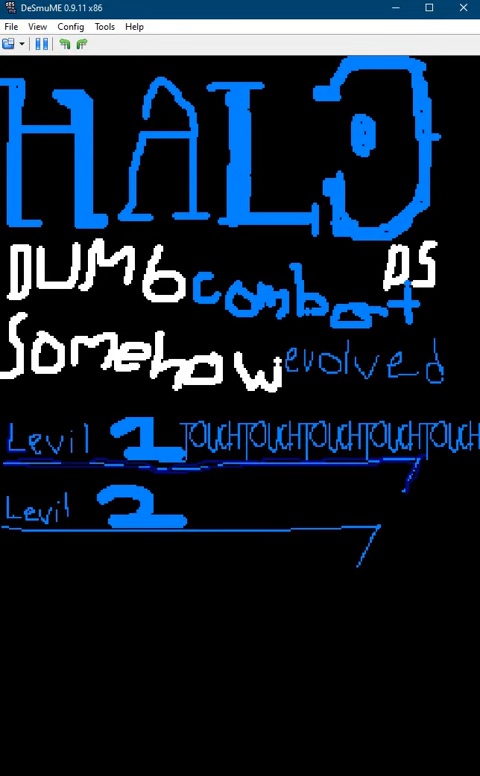 DeSmuME 0.9.11 x86
File View Config Tools Help
HALO
DUMb combat DS
Somehow evolved
Levil 1 TOUCHTOUCHTOUCHTOUCHTOUCH
Levil 2